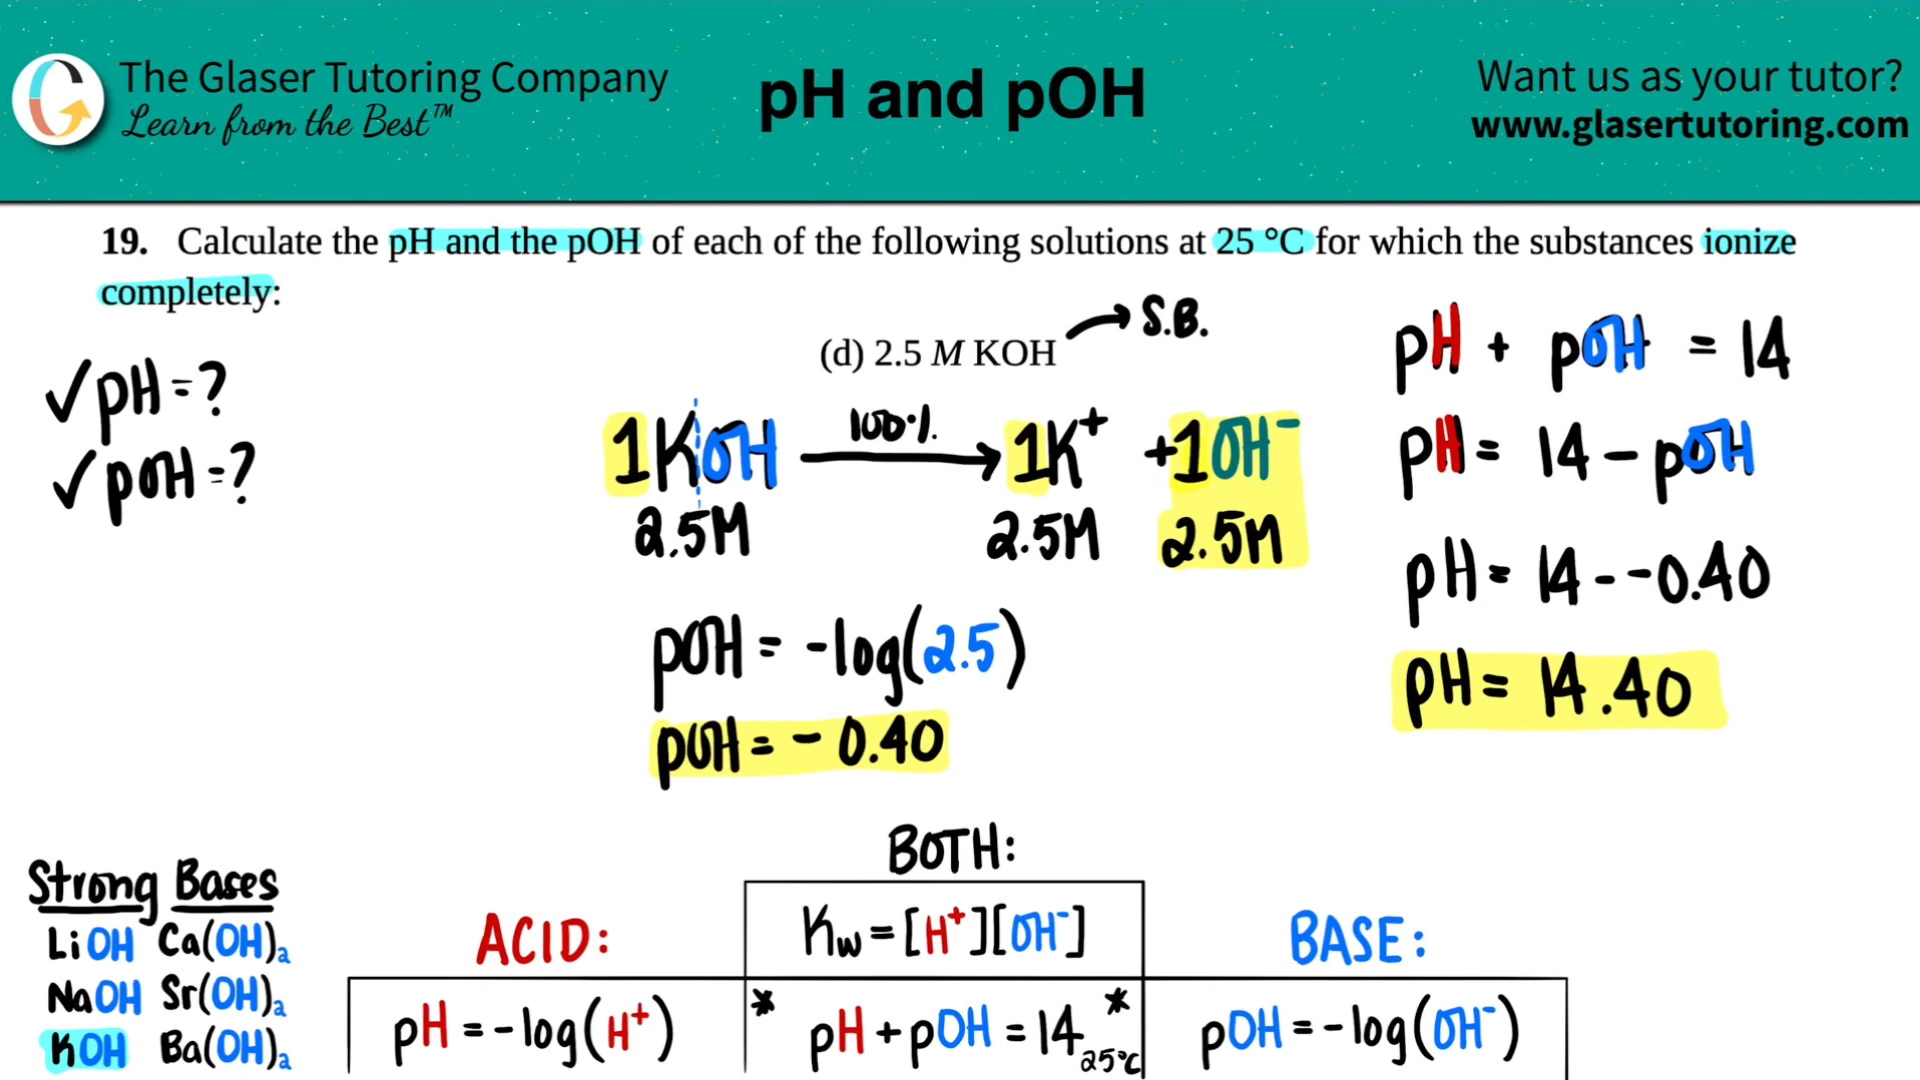 The Glaser Tutoring Company
Learn from the Best™
pH and pOH
Want us as your tutor?
www.glasertutoring.com
19. Calculate the pH and the pOH of each of the following solutions at 25 °C for which the substances ionize
completely:
(d) 2.5 M KOH → S.B.
✓ pH = ?
✓ pOH = ?
1KOH 100% → 1K⁺ + 1OH⁻
2.5M 2.5M 2.5M
pOH = -log(2.5)
pOH = - 0.40
pH + pOH = 14
pH = 14 - pOH
pH = 14 - -0.40
pH = 14.40
Strong Bases
LiOH Ca(OH)₂
NaOH Sr(OH)₂
KOH Ba(OH)₂
ACID:
pH = -log(H⁺)
BOTH:
Kw = [H⁺][OH⁻]
* pH + pOH = 14 * 25°C
BASE:
pOH = -log(OH⁻)